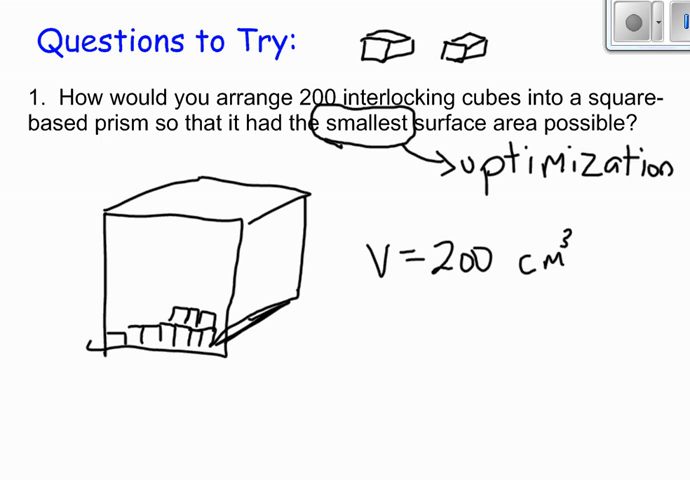 Questions to Try:
1. How would you arrange 200 interlocking cubes into a square-
based prism so that it had the smallest surface area possible?
optimization
V = 200 cm³